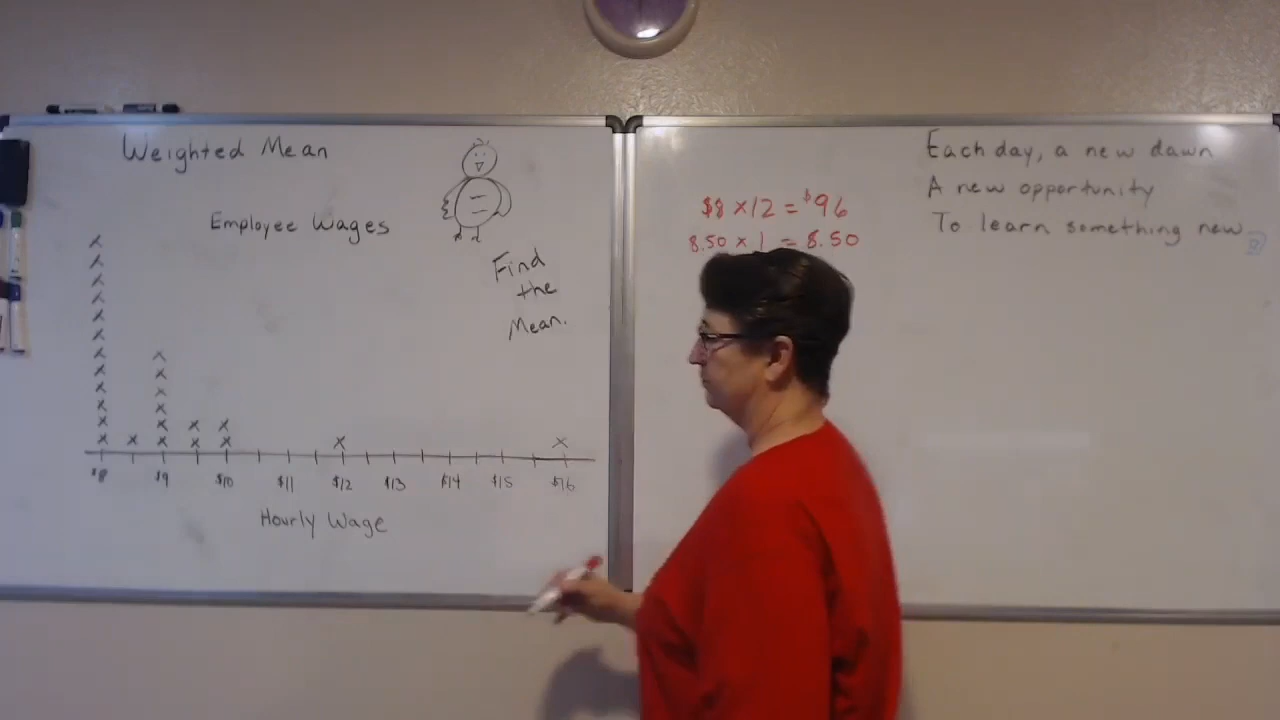 Weighted Mean
Employee Wages
Find
the
Mean.
$8 $9 $10 $11 $12 $13 $14 $15 $16
Hourly Wage
$8 × 12 = $96
8.50 × 1 = 8.50
Each day, a new dawn
A new opportunity
To learn something new